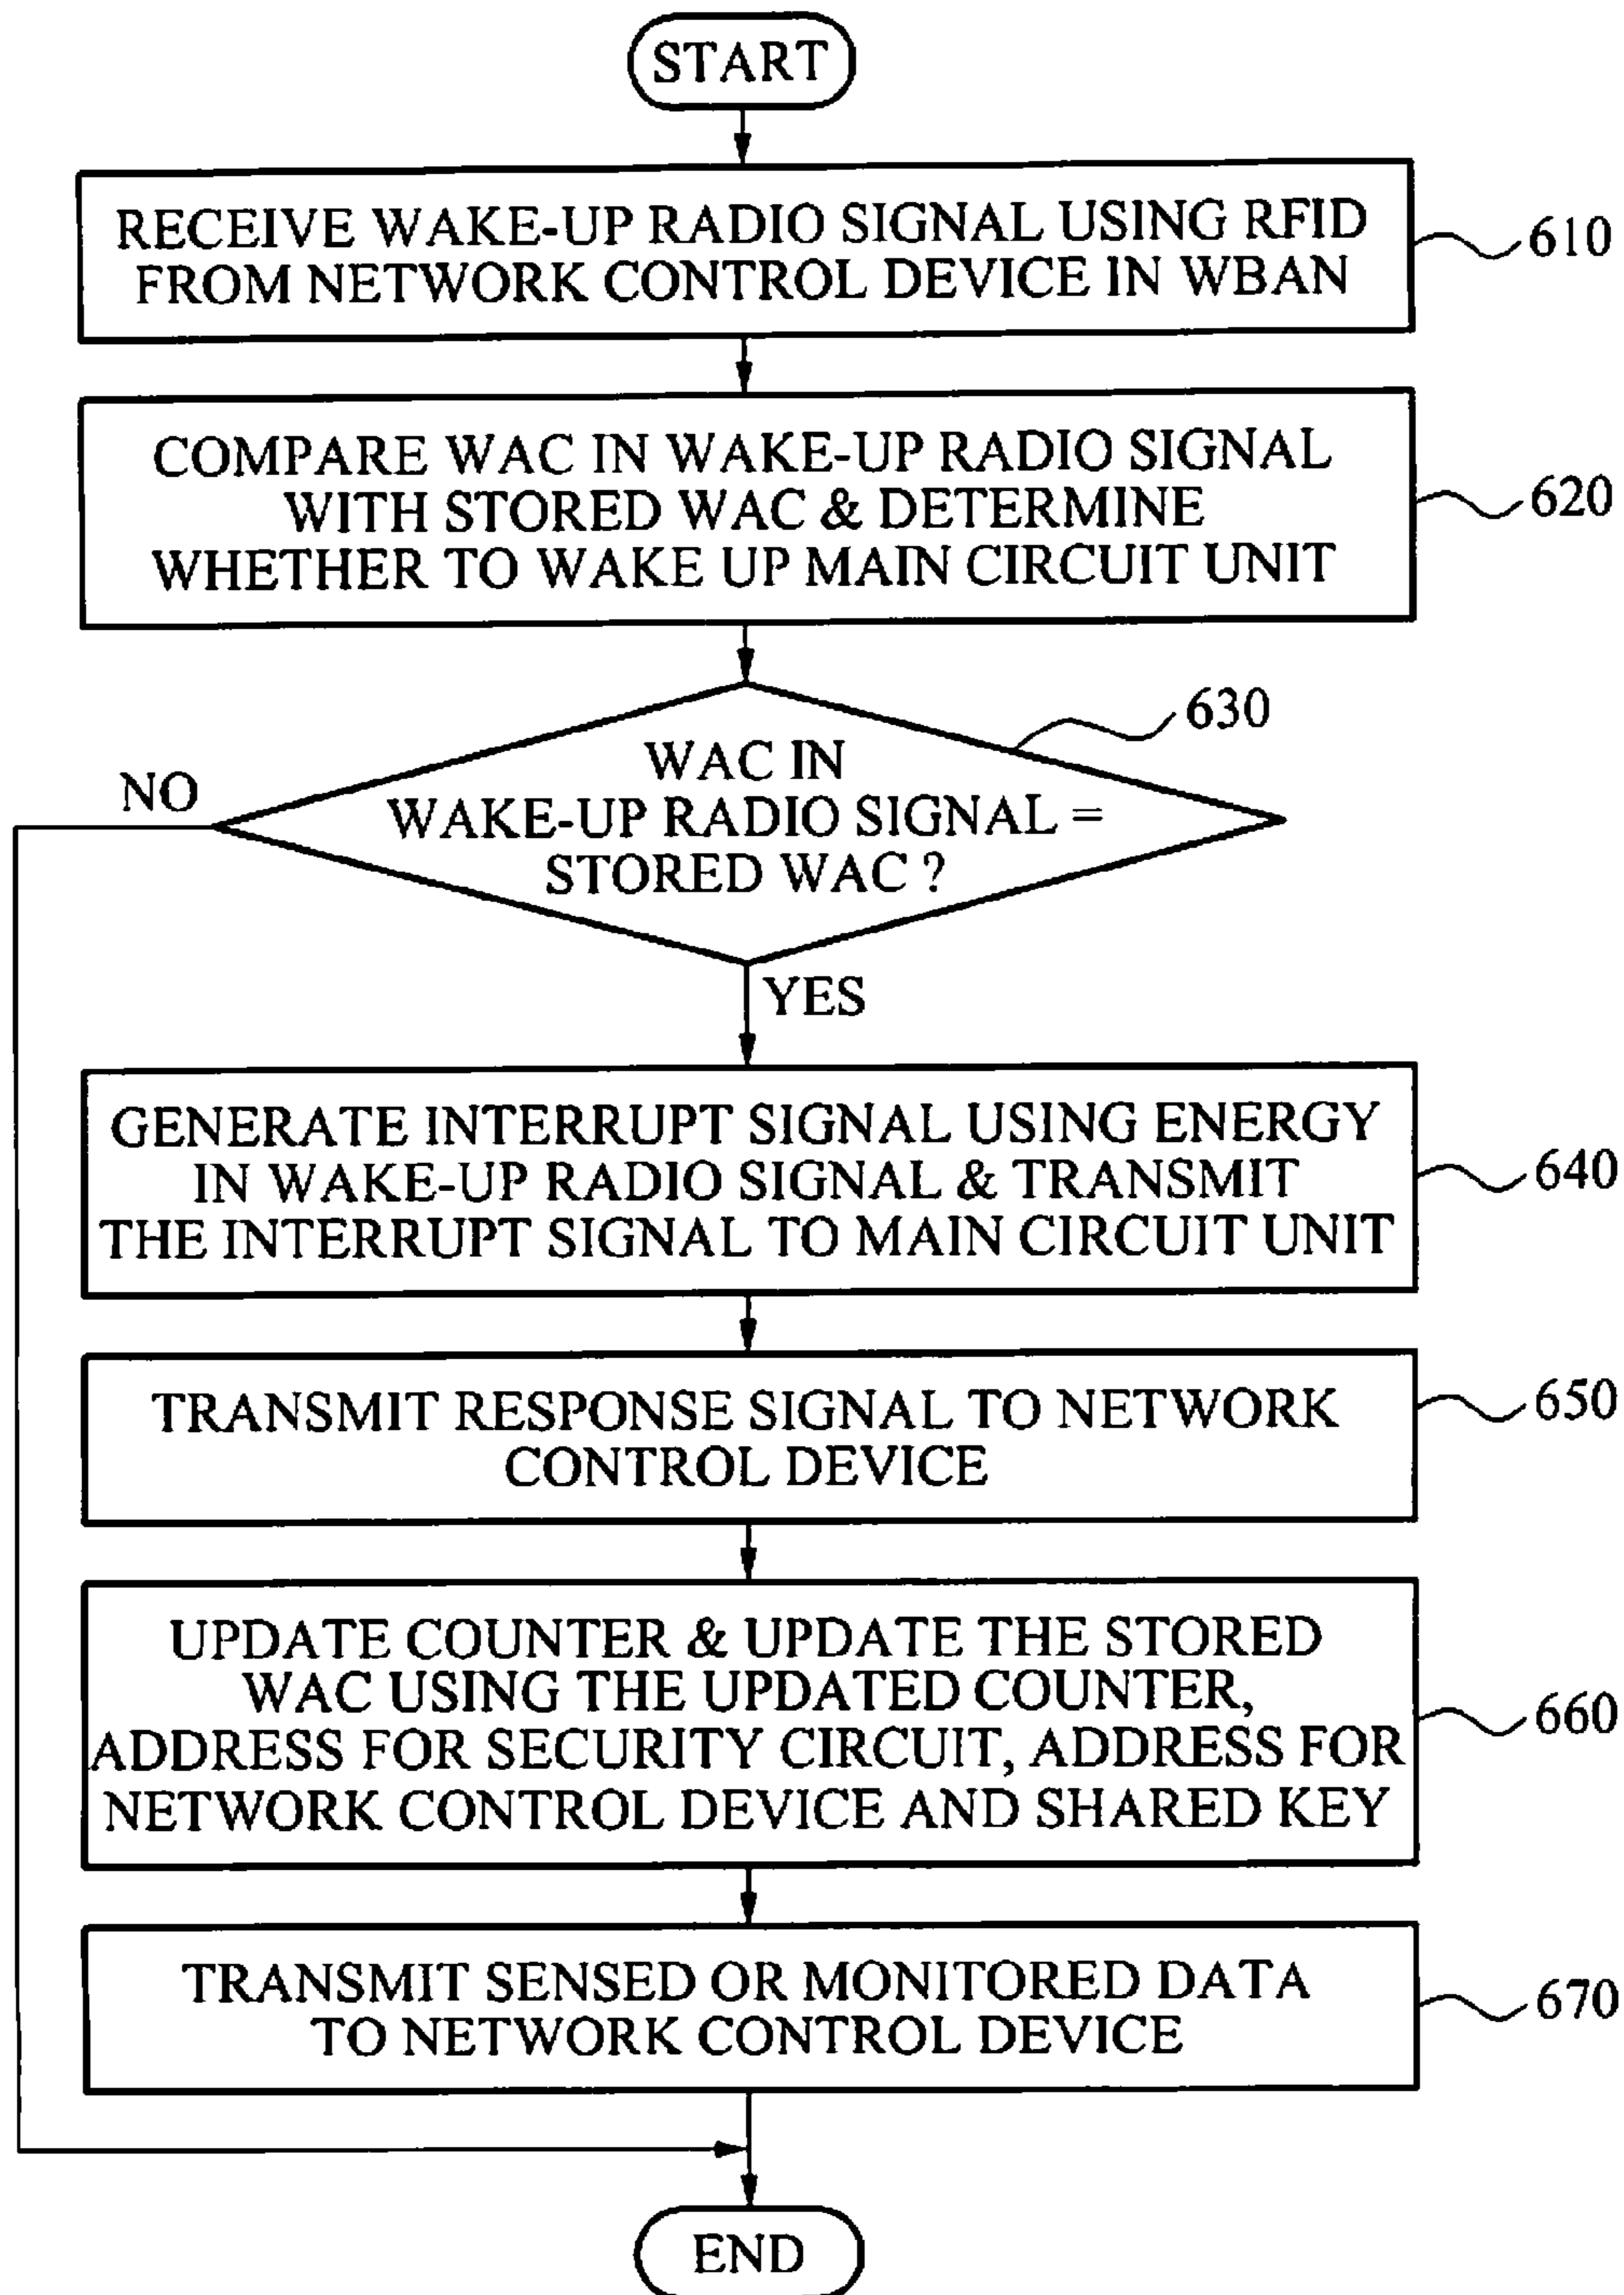 START
RECEIVE WAKE-UP RADIO SIGNAL USING RFID
FROM NETWORK CONTROL DEVICE IN WBAN
610
COMPARE WAC IN WAKE-UP RADIO SIGNAL
WITH STORED WAC & DETERMINE
WHETHER TO WAKE UP MAIN CIRCUIT UNIT
620
630
WAC IN
WAKE-UP RADIO SIGNAL =
STORED WAC ?
NO
YES
GENERATE INTERRUPT SIGNAL USING ENERGY
IN WAKE-UP RADIO SIGNAL & TRANSMIT
THE INTERRUPT SIGNAL TO MAIN CIRCUIT UNIT
640
TRANSMIT RESPONSE SIGNAL TO NETWORK
CONTROL DEVICE
650
UPDATE COUNTER & UPDATE THE STORED
WAC USING THE UPDATED COUNTER,
ADDRESS FOR SECURITY CIRCUIT, ADDRESS FOR
NETWORK CONTROL DEVICE AND SHARED KEY
660
TRANSMIT SENSED OR MONITORED DATA
TO NETWORK CONTROL DEVICE
670
END